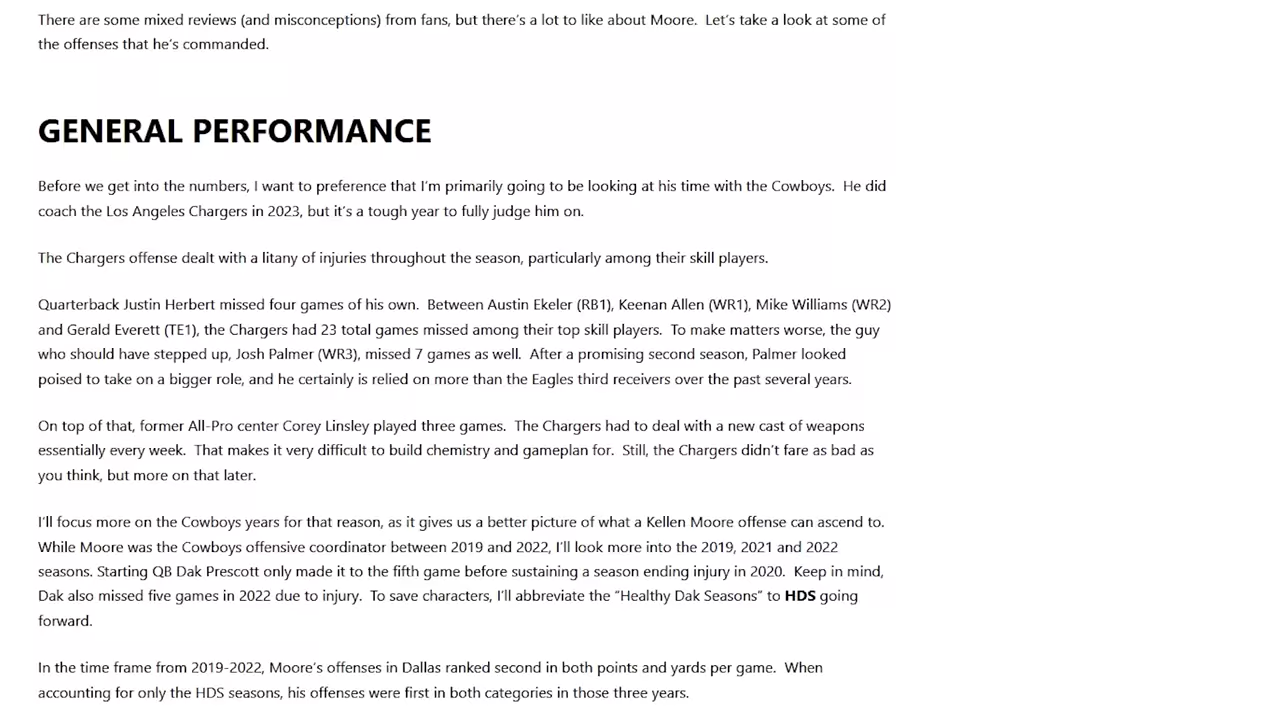 There are some mixed reviews (and misconceptions) from fans, but there's a lot to like about Moore.  Let's take a look at some of
the offenses that he's commanded.
GENERAL PERFORMANCE
Before we get into the numbers, I want to preference that I'm primarily going to be looking at his time with the Cowboys.  He did
coach the Los Angeles Chargers in 2023, but it's a tough year to fully judge him on.
The Chargers offense dealt with a litany of injuries throughout the season, particularly among their skill players.
Quarterback Justin Herbert missed four games of his own.  Between Austin Ekeler (RB1), Keenan Allen (WR1), Mike Williams (WR2)
and Gerald Everett (TE1), the Chargers had 23 total games missed among their top skill players.  To make matters worse, the guy
who should have stepped up, Josh Palmer (WR3), missed 7 games as well.  After a promising second season, Palmer looked
poised to take on a bigger role, and he certainly is relied on more than the Eagles third receivers over the past several years.
On top of that, former All-Pro center Corey Linsley played three games.  The Chargers had to deal with a new cast of weapons
essentially every week.  That makes it very difficult to build chemistry and gameplan for.  Still, the Chargers didn't fare as bad as
you think, but more on that later.
I'll focus more on the Cowboys years for that reason, as it gives us a better picture of what a Kellen Moore offense can ascend to.
While Moore was the Cowboys offensive coordinator between 2019 and 2022, I'll look more into the 2019, 2021 and 2022
seasons. Starting QB Dak Prescott only made it to the fifth game before sustaining a season ending injury in 2020.  Keep in mind,
Dak also missed five games in 2022 due to injury.  To save characters, I'll abbreviate the "Healthy Dak Seasons" to HDS going
forward.
In the time frame from 2019-2022, Moore's offenses in Dallas ranked second in both points and yards per game.  When
accounting for only the HDS seasons, his offenses were first in both categories in those three years.